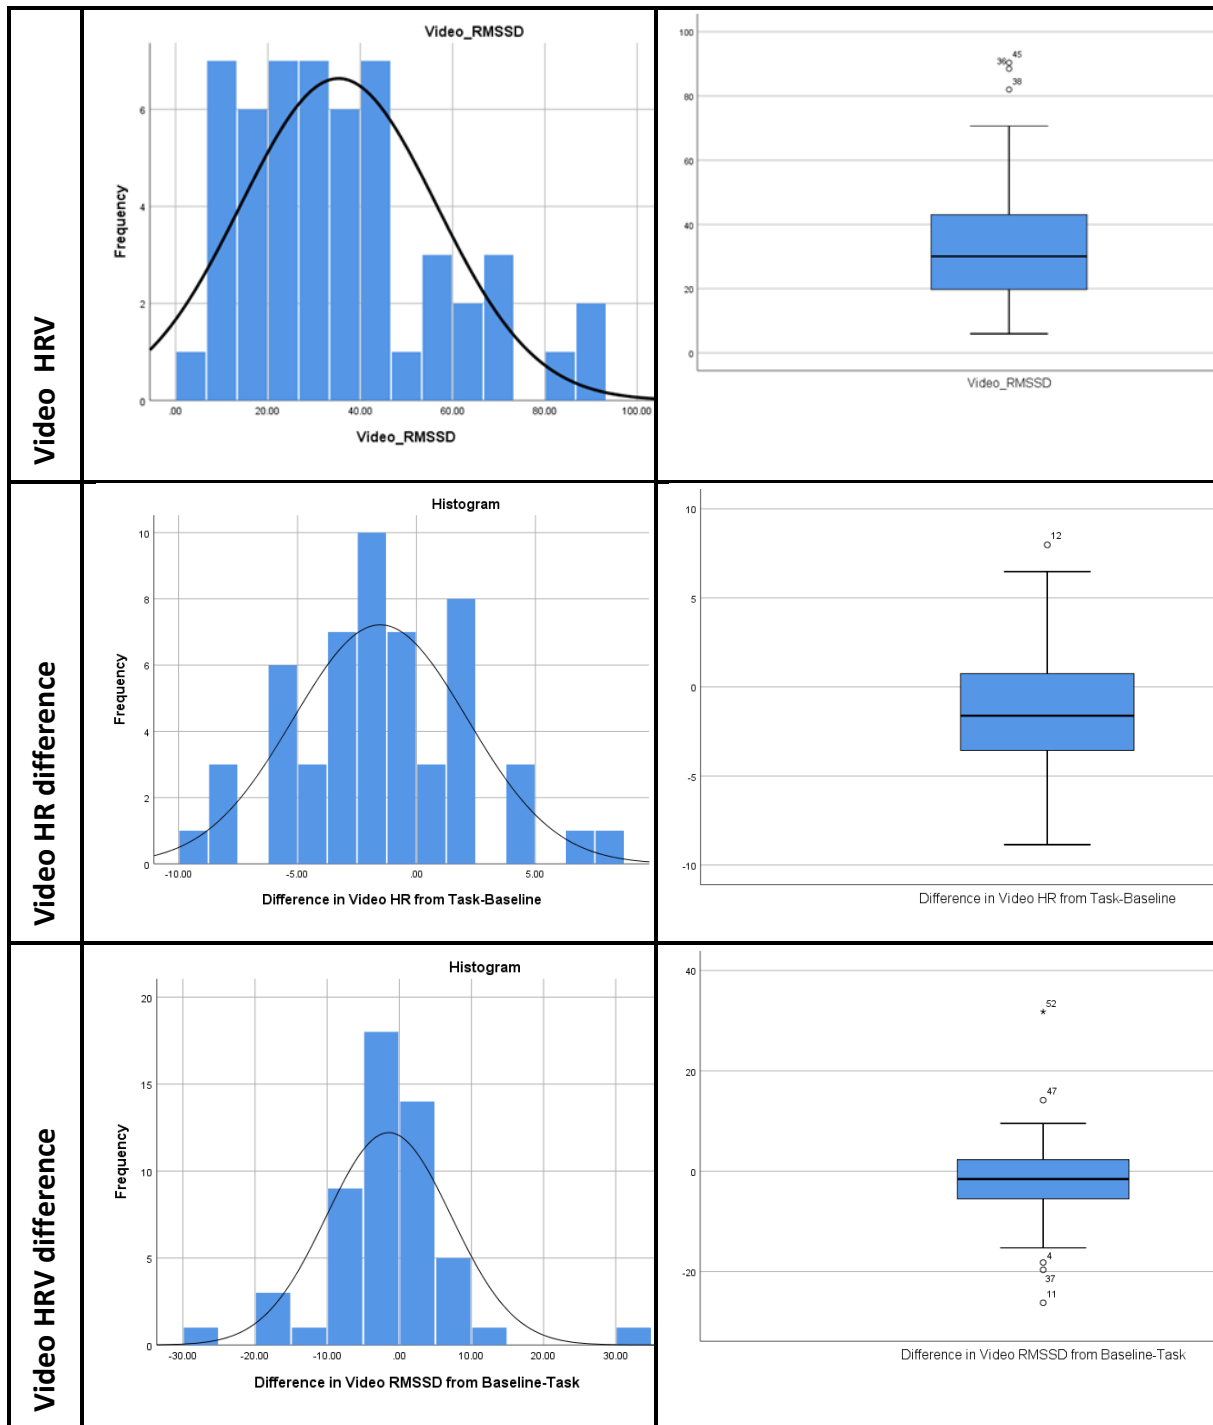 Video HRV
Video_RMSSD
Frequency
6
4
2
0
.00 20.00 40.00 60.00 80.00 100.00
Video_RMSSD
100
80
60
40
20
0
36 45
38
Video_RMSSD
Video HR difference
Histogram
Frequency
10
8
6
4
2
0
-10.00 -5.00 .00 5.00
Difference in Video HR from Task-Baseline
10
5
0
-5
-10
12
Difference in Video HR from Task-Baseline
Video HRV difference
Histogram
Frequency
20
15
10
5
0
-30.00 -20.00 -10.00 .00 10.00 20.00 30.00
Difference in Video RMSSD from Baseline-Task
40
20
0
-20
52
47
4
37
11
Difference in Video RMSSD from Baseline-Task